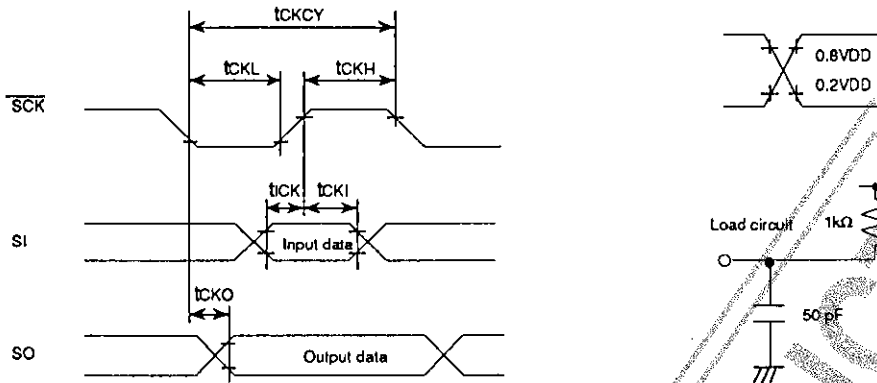 tCKCY
tCKL
tCKH
SCK
tICK
tCKI
SI
Input data
tCKO
SO
Output data
0.8VDD
0.2VDD
Load circuit
1kΩ
50 pF